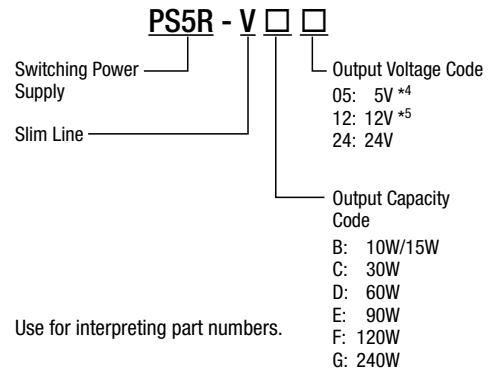 PS5R - V □ □
Switching Power
Supply
Slim Line
Output Voltage Code
05: 5V *4
12: 12V *5
24: 24V
Output Capacity
Code
B: 10W/15W
C: 30W
D: 60W
E: 90W
F: 120W
G: 240W
Use for interpreting part numbers.